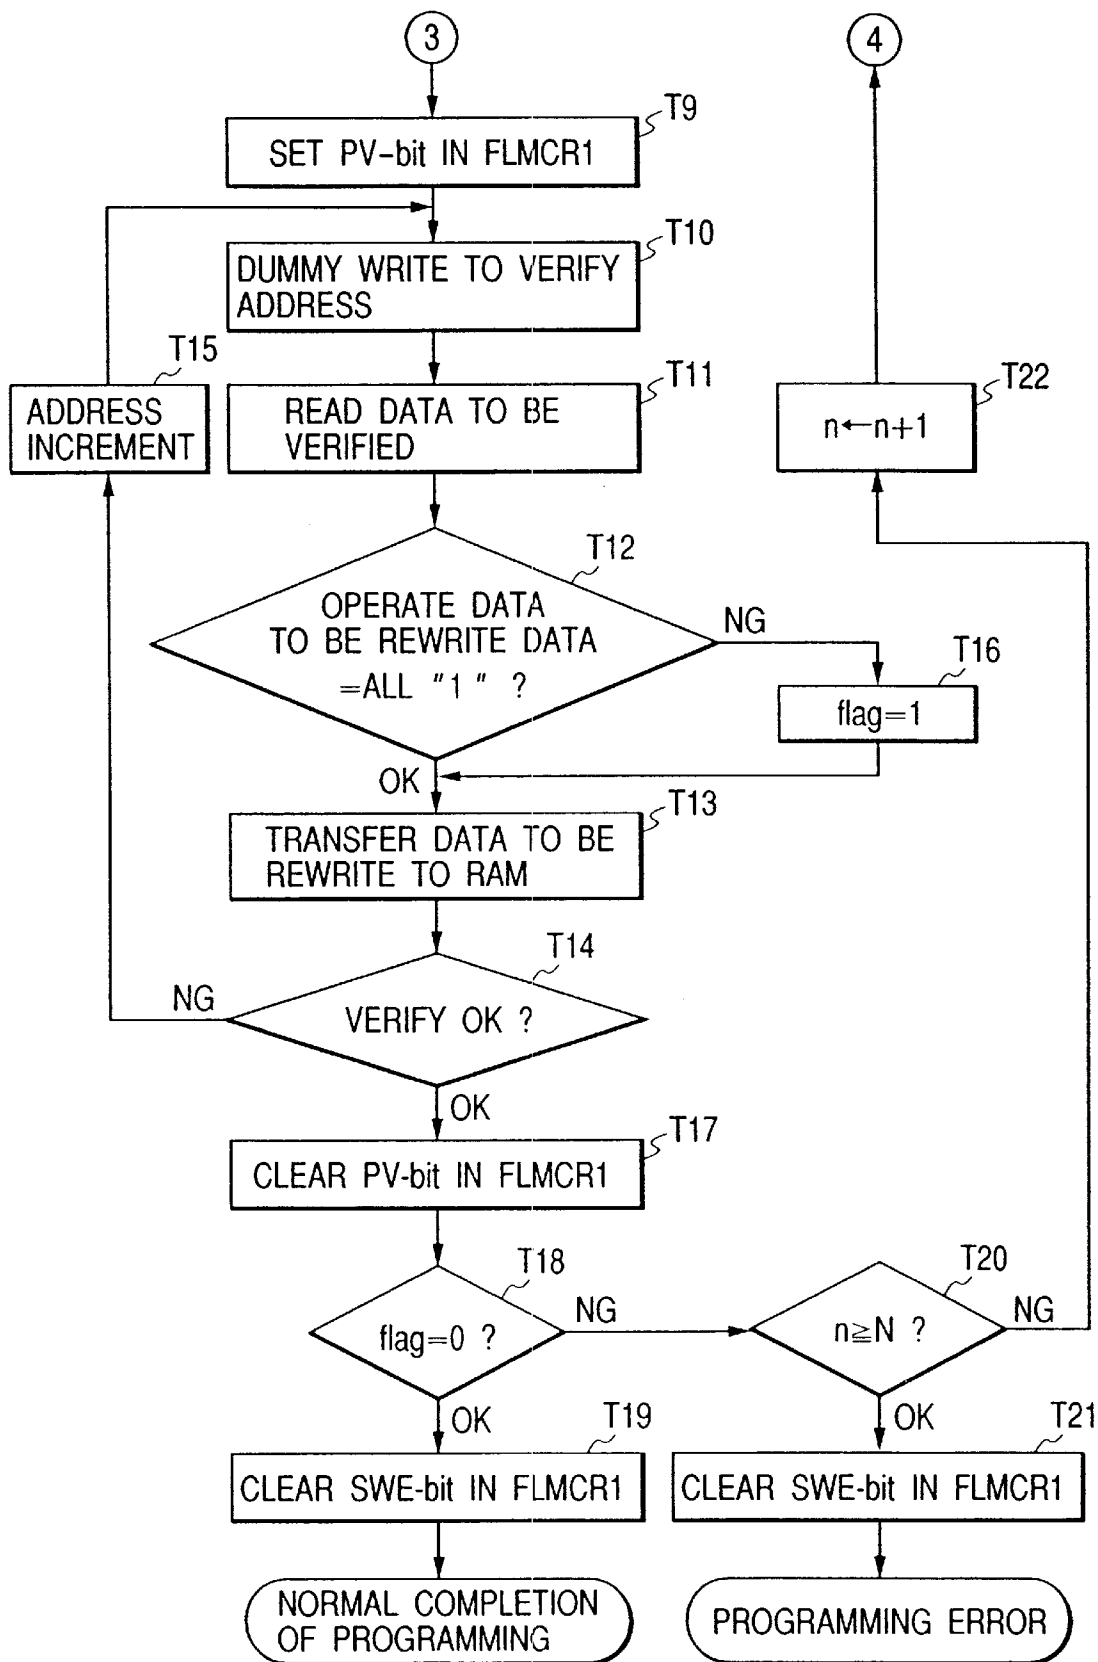 3
4
T9
SET PV-bit IN FLMCR1
T10
DUMMY WRITE TO VERIFY
ADDRESS
T15
ADDRESS
INCREMENT
T11
READ DATA TO BE
VERIFIED
T22
n←n+1
T12
OPERATE DATA
TO BE REWRITE DATA
=ALL "1" ?
NG
T16
flag=1
OK
T13
TRANSFER DATA TO BE
REWRITE TO RAM
T14
NG
VERIFY OK ?
OK
T17
CLEAR PV-bit IN FLMCR1
T18
flag=0 ?
NG
T20
n≧N ?
NG
OK
T19
CLEAR SWE-bit IN FLMCR1
OK
T21
CLEAR SWE-bit IN FLMCR1
NORMAL COMPLETION
OF PROGRAMMING
PROGRAMMING ERROR